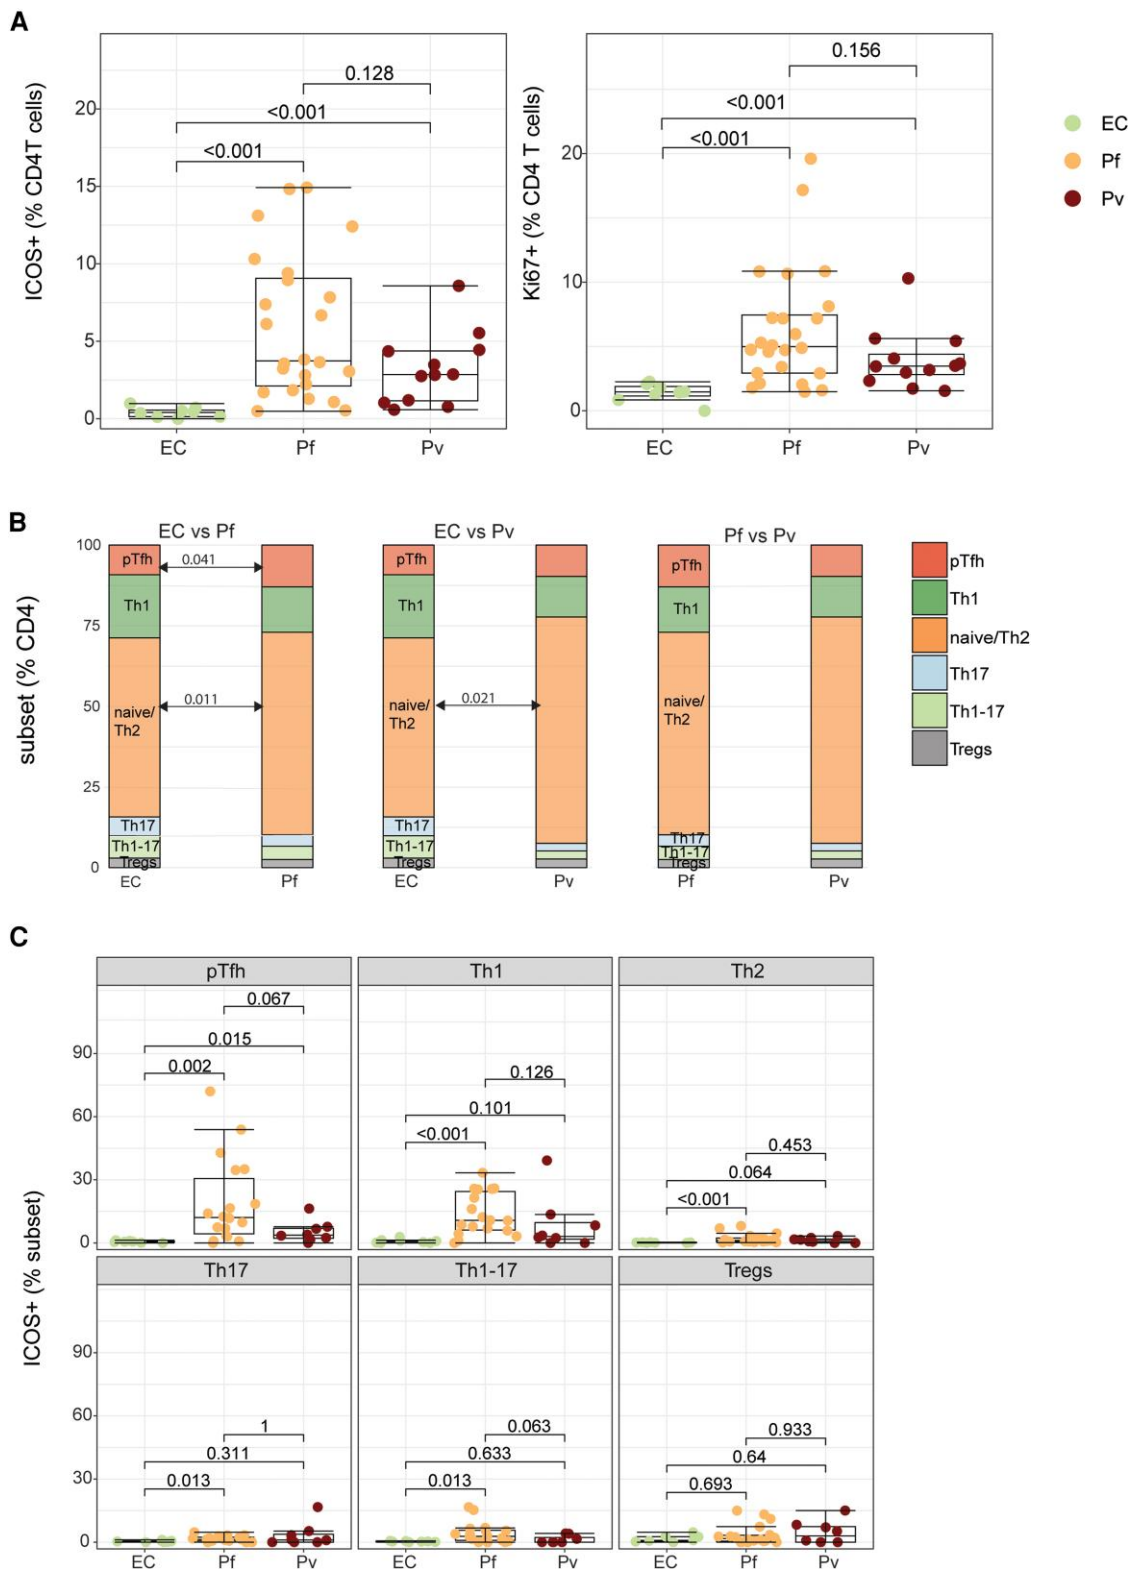 A
ICOS+ (% CD4T cells)
20
15
10
5
0
0.128
<0.001
<0.001
EC
Pf
Pv
Ki67+ (% CD4 T cells)
20
10
0
0.156
<0.001
<0.001
EC
Pf
Pv
EC
Pf
Pv
B
subset (% CD4)
100
75
50
25
0
EC vs Pf
pTfh
0.041
Th1
naive/
Th2
0.011
Th17
Th1-17
Tregs
EC
Pf
EC vs Pv
pTfh
Th1
naive/
Th2
0.021
Th17
Th1-17
Tregs
EC
Pv
Pf vs Pv
pTfh
Th1
naive/
Th2
Th17
Th1-17
Tregs
Pf
Pv
pTfh
Th1
naive/Th2
Th17
Th1-17
Tregs
C
ICOS+ (% subset)
pTfh
90
60
30
0
0.067
0.015
0.002
Th1
0.126
0.101
<0.001
Th2
0.453
0.064
<0.001
Th17
90
60
30
0
1
0.311
0.013
EC
Pf
Pv
Th1-17
0.063
0.633
0.013
EC
Pf
Pv
Tregs
0.933
0.64
0.693
EC
Pf
Pv